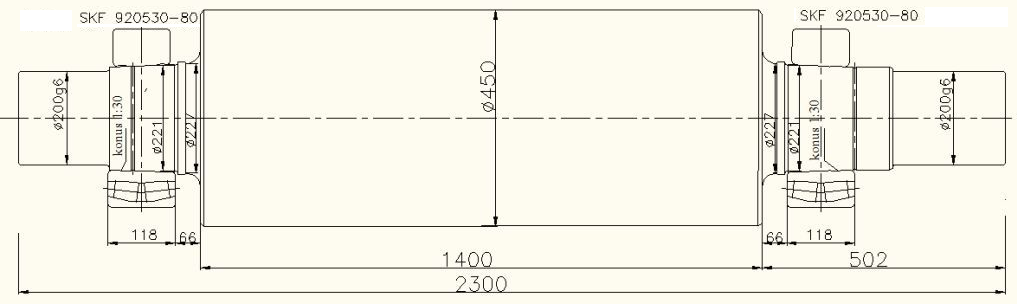 SKF 920530-80
SKF 920530-80
ø200g6
konus 1:30
ø221
ø227
ø450
ø227
ø221
konus 1:30
ø200g6
118
66
66
118
1400
502
2300